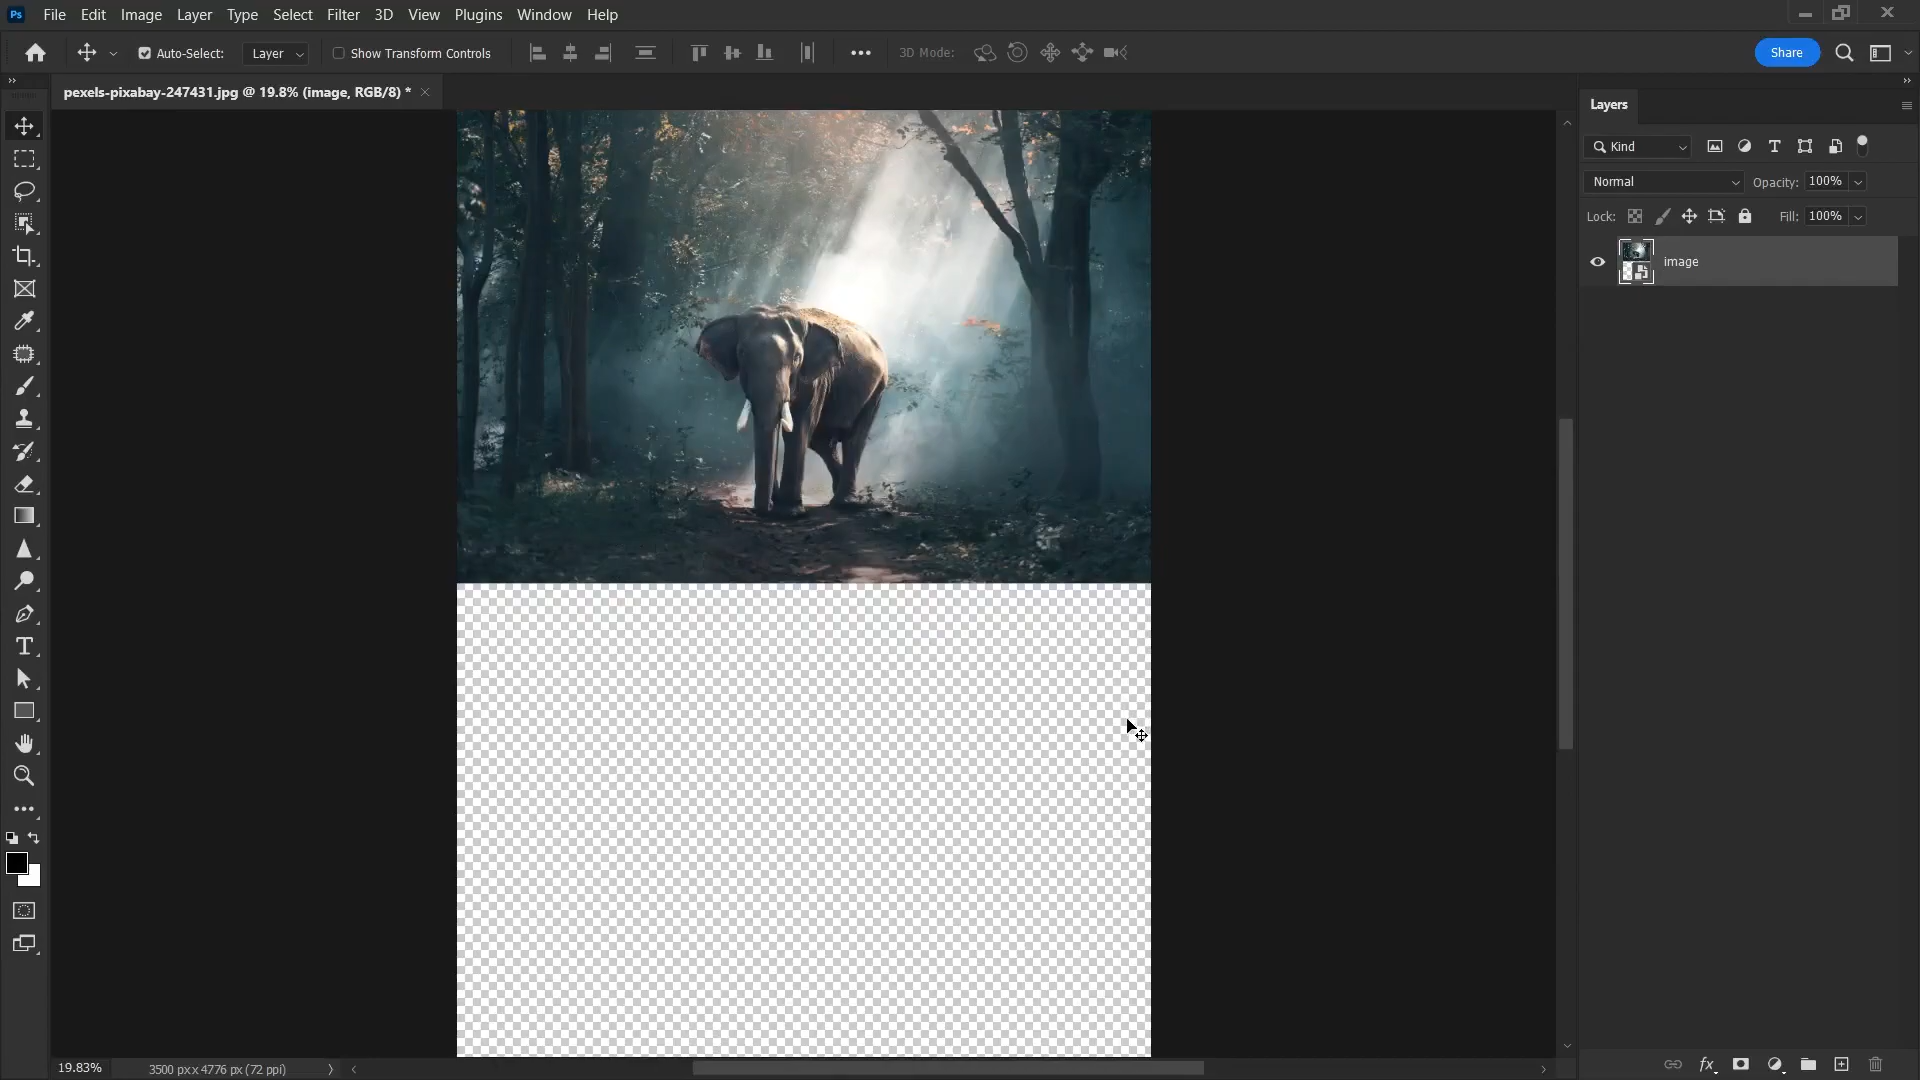 Ps File Edit Image Layer Type Select Filter 3D View Plugins Window Help
Auto-Select: Layer Show Transform Controls 3D Mode: Share
pexels-pixabay-247431.jpg @ 19.8% (image, RGB/8) *
Layers
Kind
Normal Opacity: 100%
Lock: Fill: 100%
image
19.83% 3500 px x 4776 px (72 ppi)